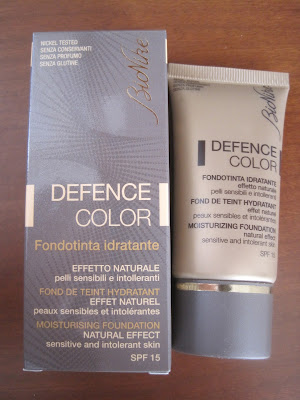 NICKEL TESTED
SENZA CONSERVANTI
SENZA PROFUMO
SENZA GLUTINE
BioNike
DEFENCE
COLOR
Fondotinta idratante
EFFETTO NATURALE
pelli sensibili e intolleranti
FOND DE TEINT HYDRATANT
EFFET NATUREL
peaux sensibles et intolérantes
MOISTURISING FOUNDATION
NATURAL EFFECT
sensitive and intolerant skin
SPF 15
BioNike
DEFENCE
COLOR
FONDOTINTA IDRATANTE
effetto naturale
pelli sensibili e intolleranti
FOND DE TEINT HYDRATANT
effet naturel
peaux sensibles et intolérantes
MOISTURIZING FOUNDATION
natural effect
sensitive and intolerant skin
SPF 15